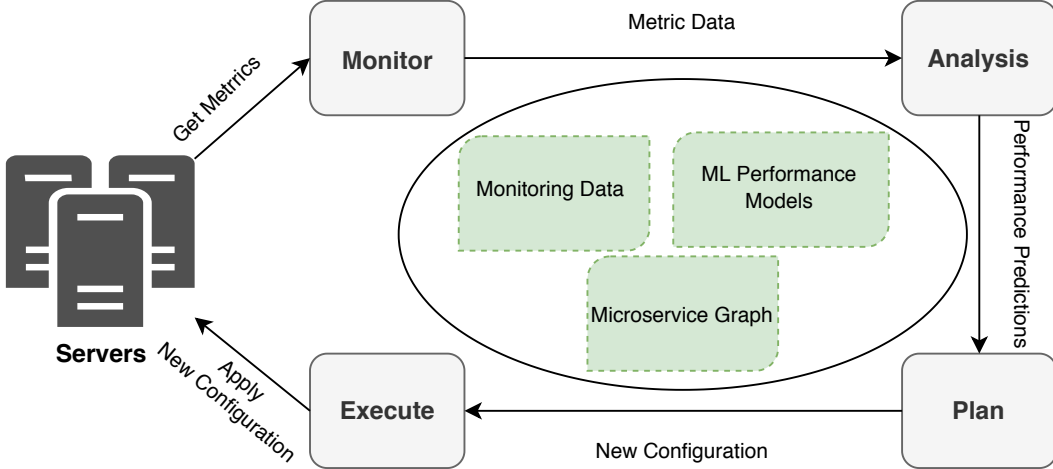 Metric Data
Monitor
Analysis
Get Metrrics
Performance Predictions
Monitoring Data
ML Performance
Models
Microservice Graph
Servers
Apply
New Configuration
Execute
Plan
New Configuration